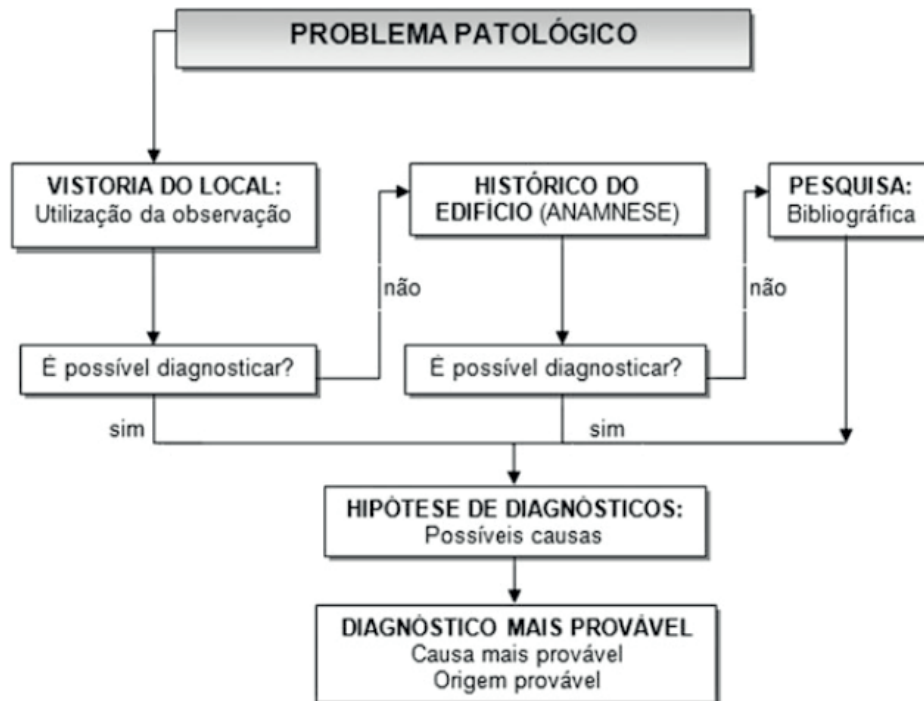 PROBLEMA PATOLÓGICO
VISTORIA DO LOCAL:
Utilização da observação
HISTÓRICO DO
EDIFÍCIO (ANAMNESE)
PESQUISA:
Bibliográfica
não
não
É possível diagnosticar?
É possível diagnosticar?
sim
sim
HIPÓTESE DE DIAGNÓSTICOS:
Possíveis causas
DIAGNÓSTICO MAIS PROVÁVEL
Causa mais provável
Origem provável